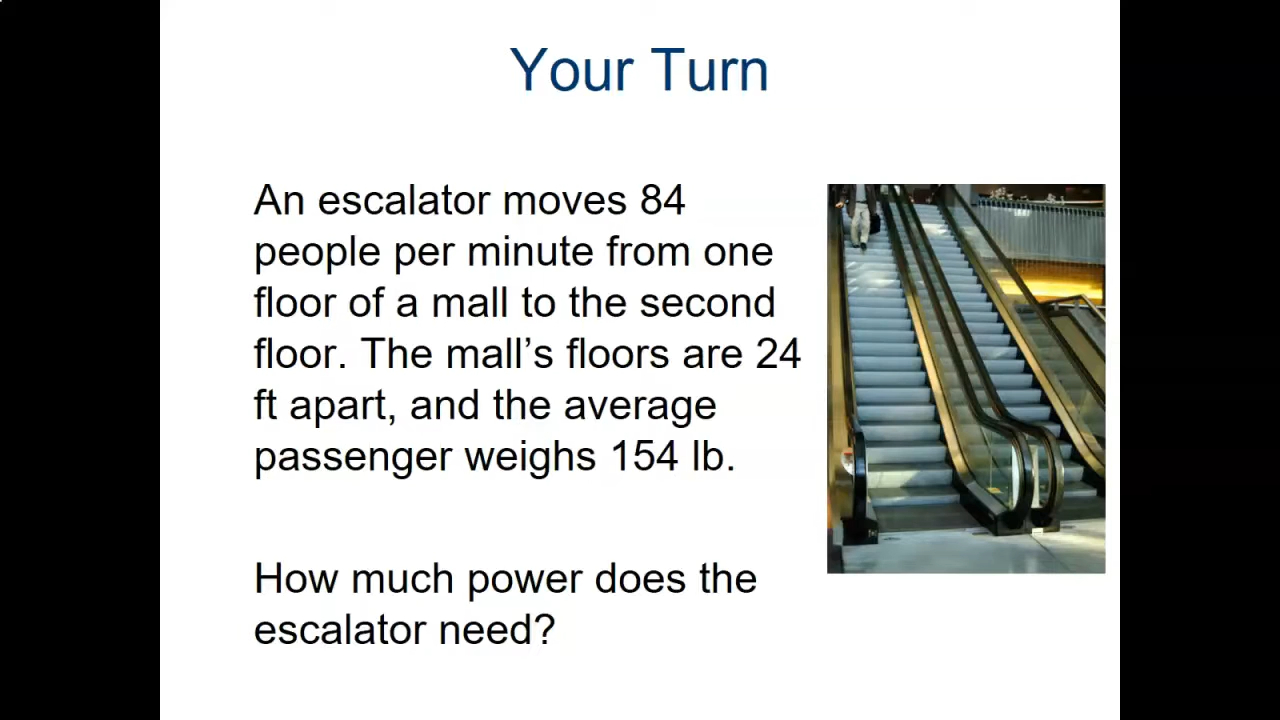 Your Turn
An escalator moves 84
people per minute from one
floor of a mall to the second
floor. The mall’s floors are 24
ft apart, and the average
passenger weighs 154 lb.
How much power does the
escalator need?